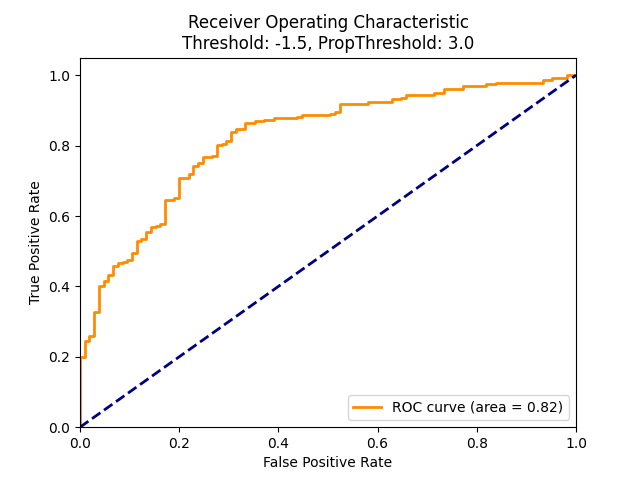 Receiver Operating Characteristic
Threshold: -1.5, PropThreshold: 3.0
True Positive Rate
1.0
0.8
0.6
0.4
0.2
0.0
ROC curve (area = 0.82)
0.0 0.2 0.4 0.6 0.8 1.0
False Positive Rate